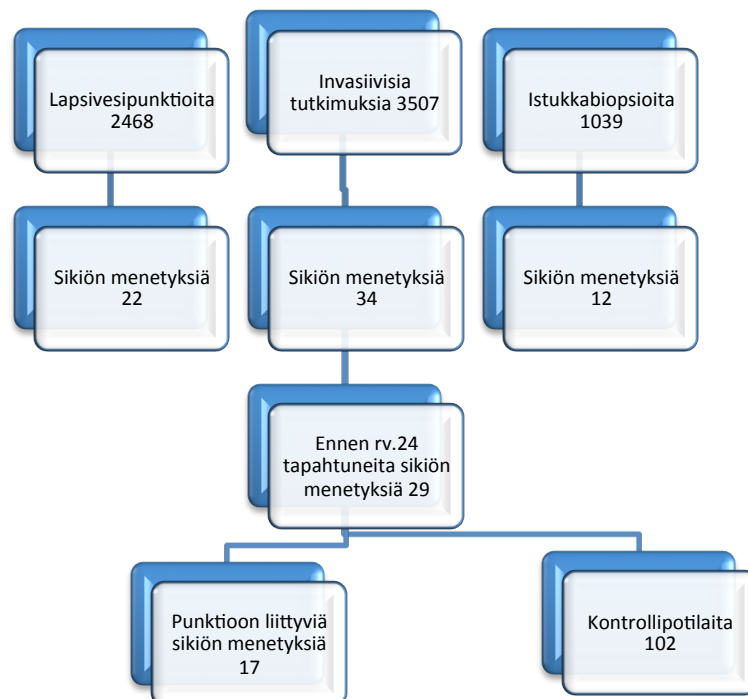 Lapsivesipunktioita
2468
Invasiivisia
tutkimuksia 3507
Istukkabiopsioita
1039
Sikiön menetyksiä
22
Sikiön menetyksiä
34
Sikiön menetyksiä
12
Ennen rv.24
tapahtuneita sikiön
menetyksiä 29
Punktioon liittyviä
sikiön menetyksiä
17
Kontrollipotilaita
102